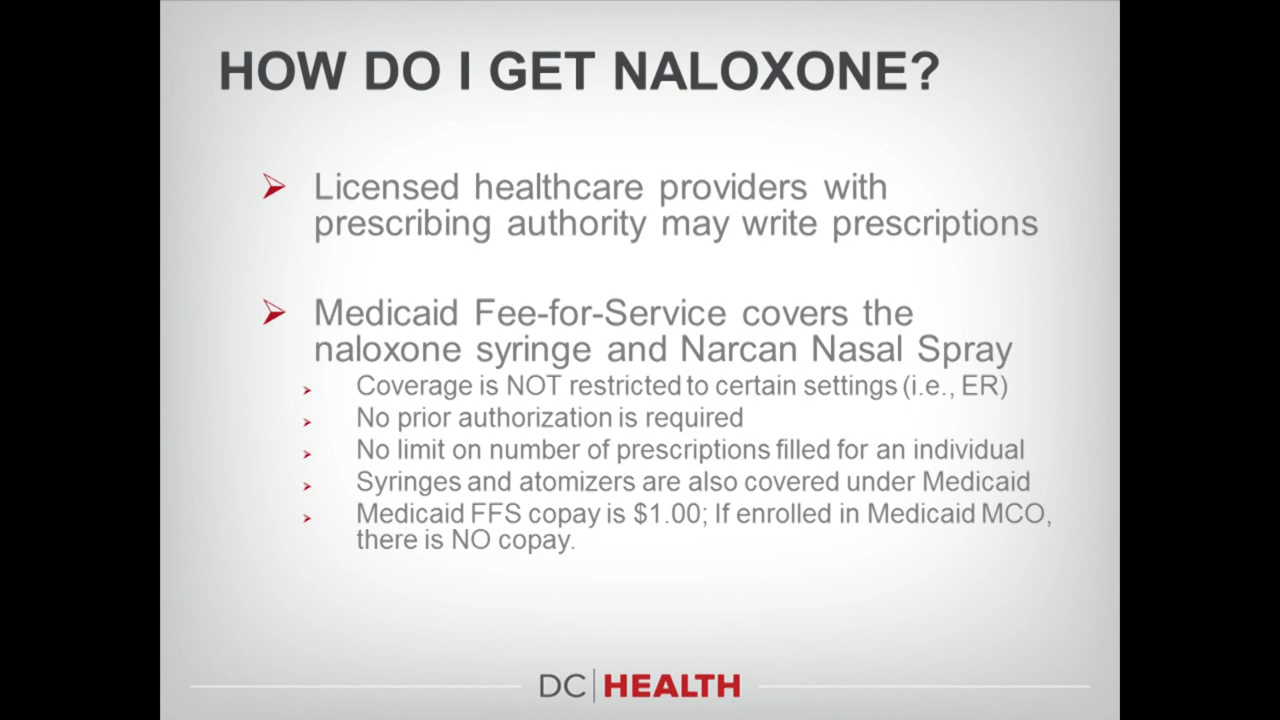 HOW DO I GET NALOXONE?
Licensed healthcare providers with
prescribing authority may write prescriptions
Medicaid Fee-for-Service covers the
naloxone syringe and Narcan Nasal Spray
Coverage is NOT restricted to certain settings (i.e., ER)
No prior authorization is required
No limit on number of prescriptions filled for an individual
Syringes and atomizers are also covered under Medicaid
Medicaid FFS copay is $1.00; If enrolled in Medicaid MCO,
there is NO copay.
DC|HEALTH